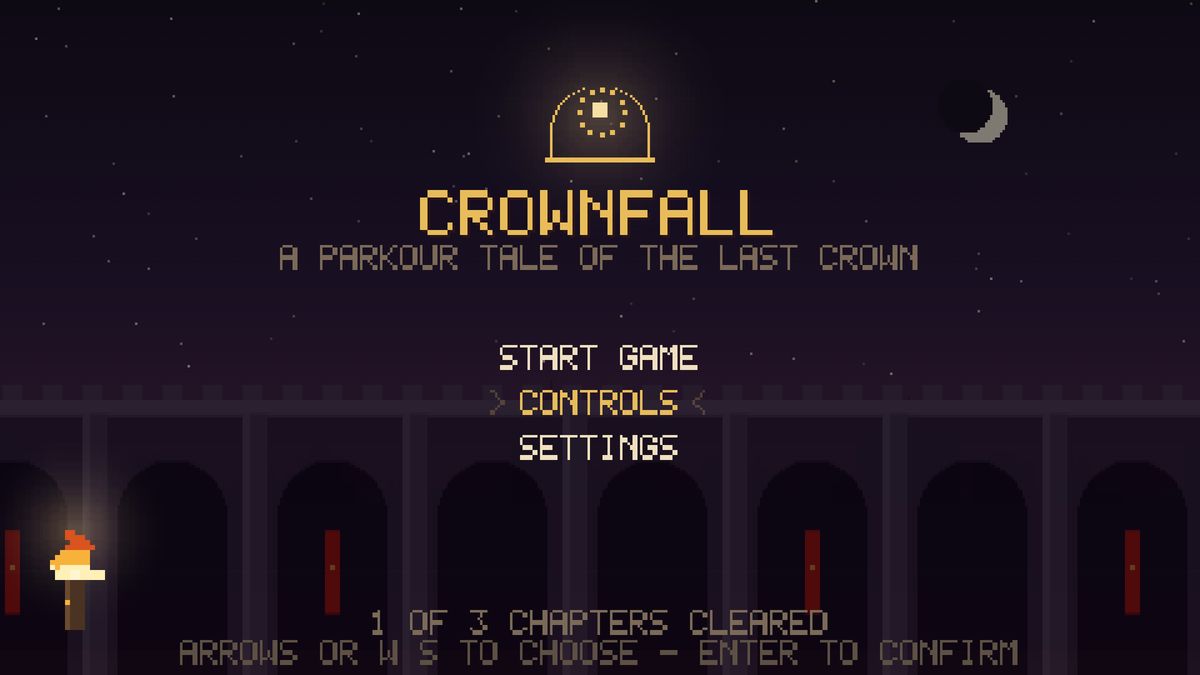 CROWNFALL
A PARKOUR TALE OF THE LAST CROWN
START GAME
> CONTROLS <
SETTINGS
1 OF 3 CHAPTERS CLEARED
ARROWS OR W S TO CHOOSE - ENTER TO CONFIRM